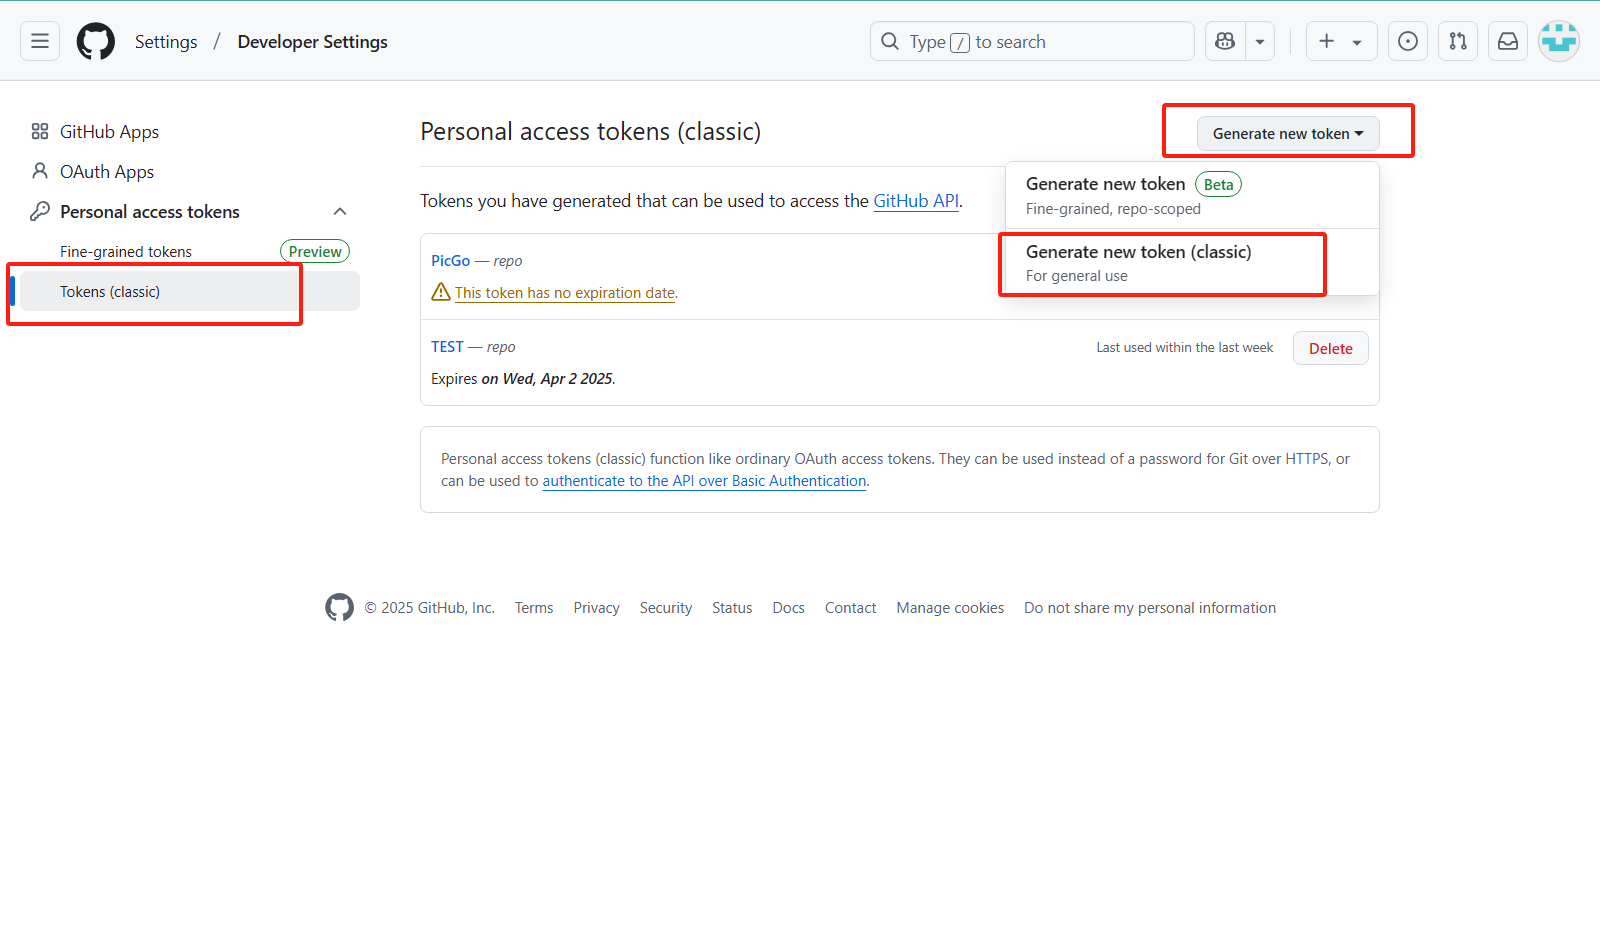 Settings / Developer Settings
Type / to search
GitHub Apps
OAuth Apps
Personal access tokens
Fine-grained tokens Preview
Tokens (classic)
Personal access tokens (classic)
Generate new token
Generate new token Beta
Fine-grained, repo-scoped
Generate new token (classic)
For general use
Tokens you have generated that can be used to access the GitHub API.
PicGo — repo
This token has no expiration date.
TEST — repo
Last used within the last week
Delete
Expires on Wed, Apr 2 2025.
Personal access tokens (classic) function like ordinary OAuth access tokens. They can be used instead of a password for Git over HTTPS, or
can be used to authenticate to the API over Basic Authentication.
© 2025 GitHub, Inc. Terms Privacy Security Status Docs Contact Manage cookies Do not share my personal information